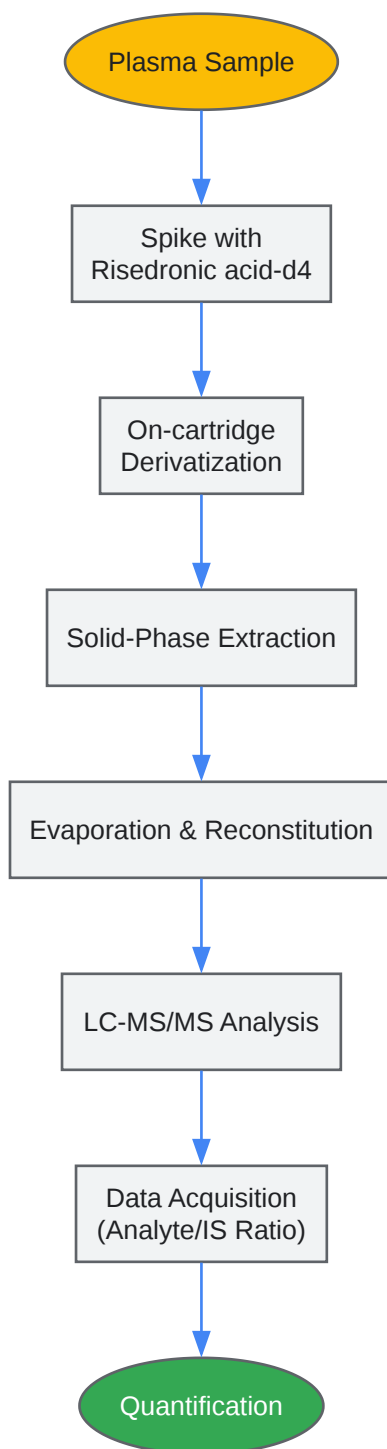 Plasma Sample
Spike with
Risedronic acid-d4
On-cartridge
Derivatization
Solid-Phase Extraction
Evaporation & Reconstitution
LC-MS/MS Analysis
Data Acquisition
(Analyte/IS Ratio)
Quantification